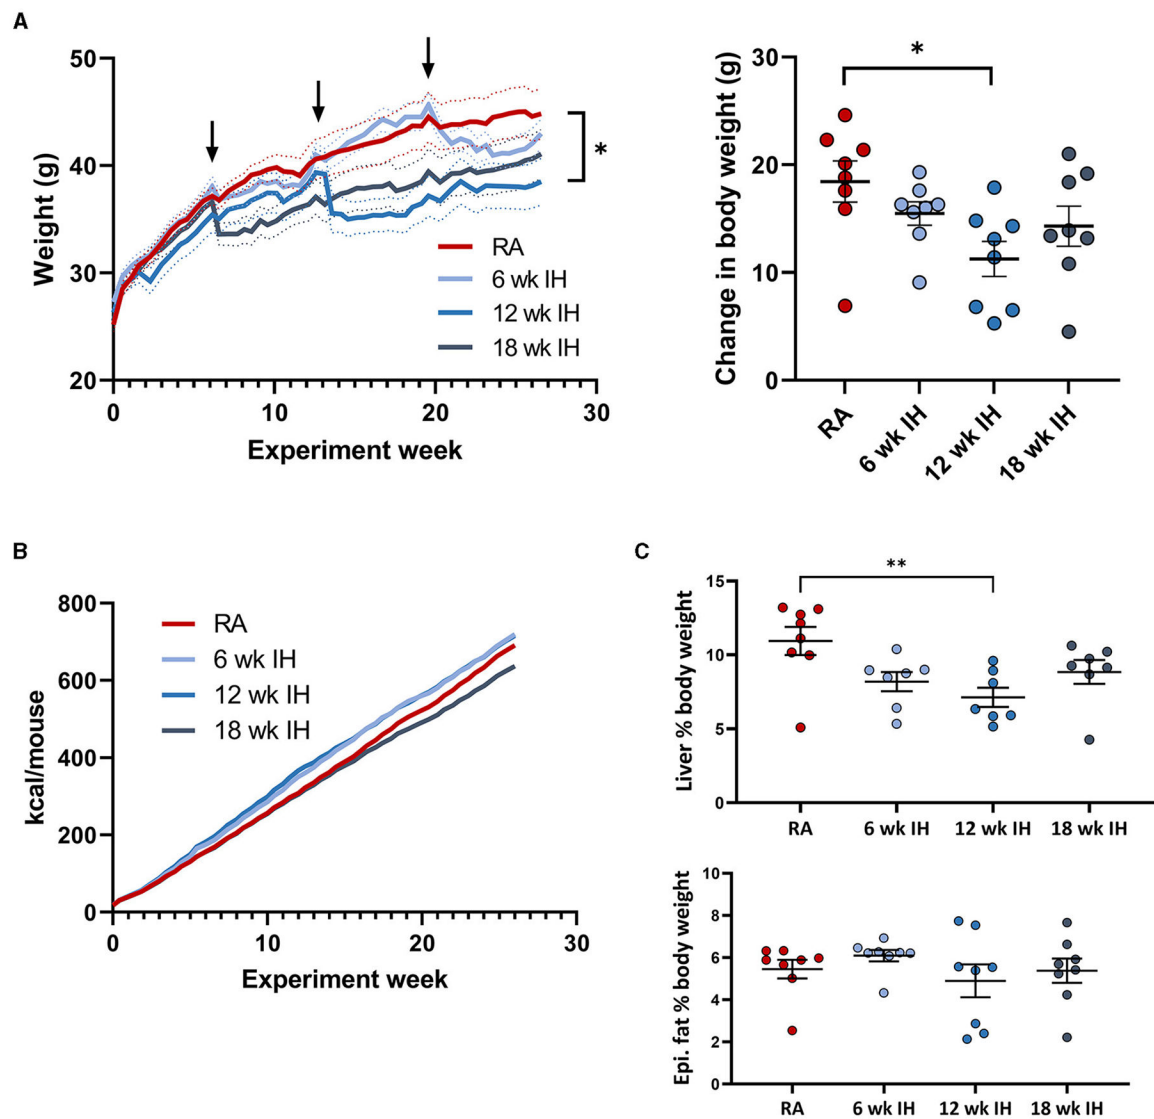 A
Weight (g)
50
40
30
20
0
10
20
30
Experiment week
*
RA
6 wk IH
12 wk IH
18 wk IH
Change in body weight (g)
30
20
10
0
*
RA
6 wk IH
12 wk IH
18 wk IH
B
kcal/mouse
800
600
400
200
0
0
10
20
30
Experiment week
RA
6 wk IH
12 wk IH
18 wk IH
C
Liver % body weight
15
10
5
0
**
RA
6 wk IH
12 wk IH
18 wk IH
Epi. fat % body weight
10
8
6
4
2
0
RA
6 wk IH
12 wk IH
18 wk IH